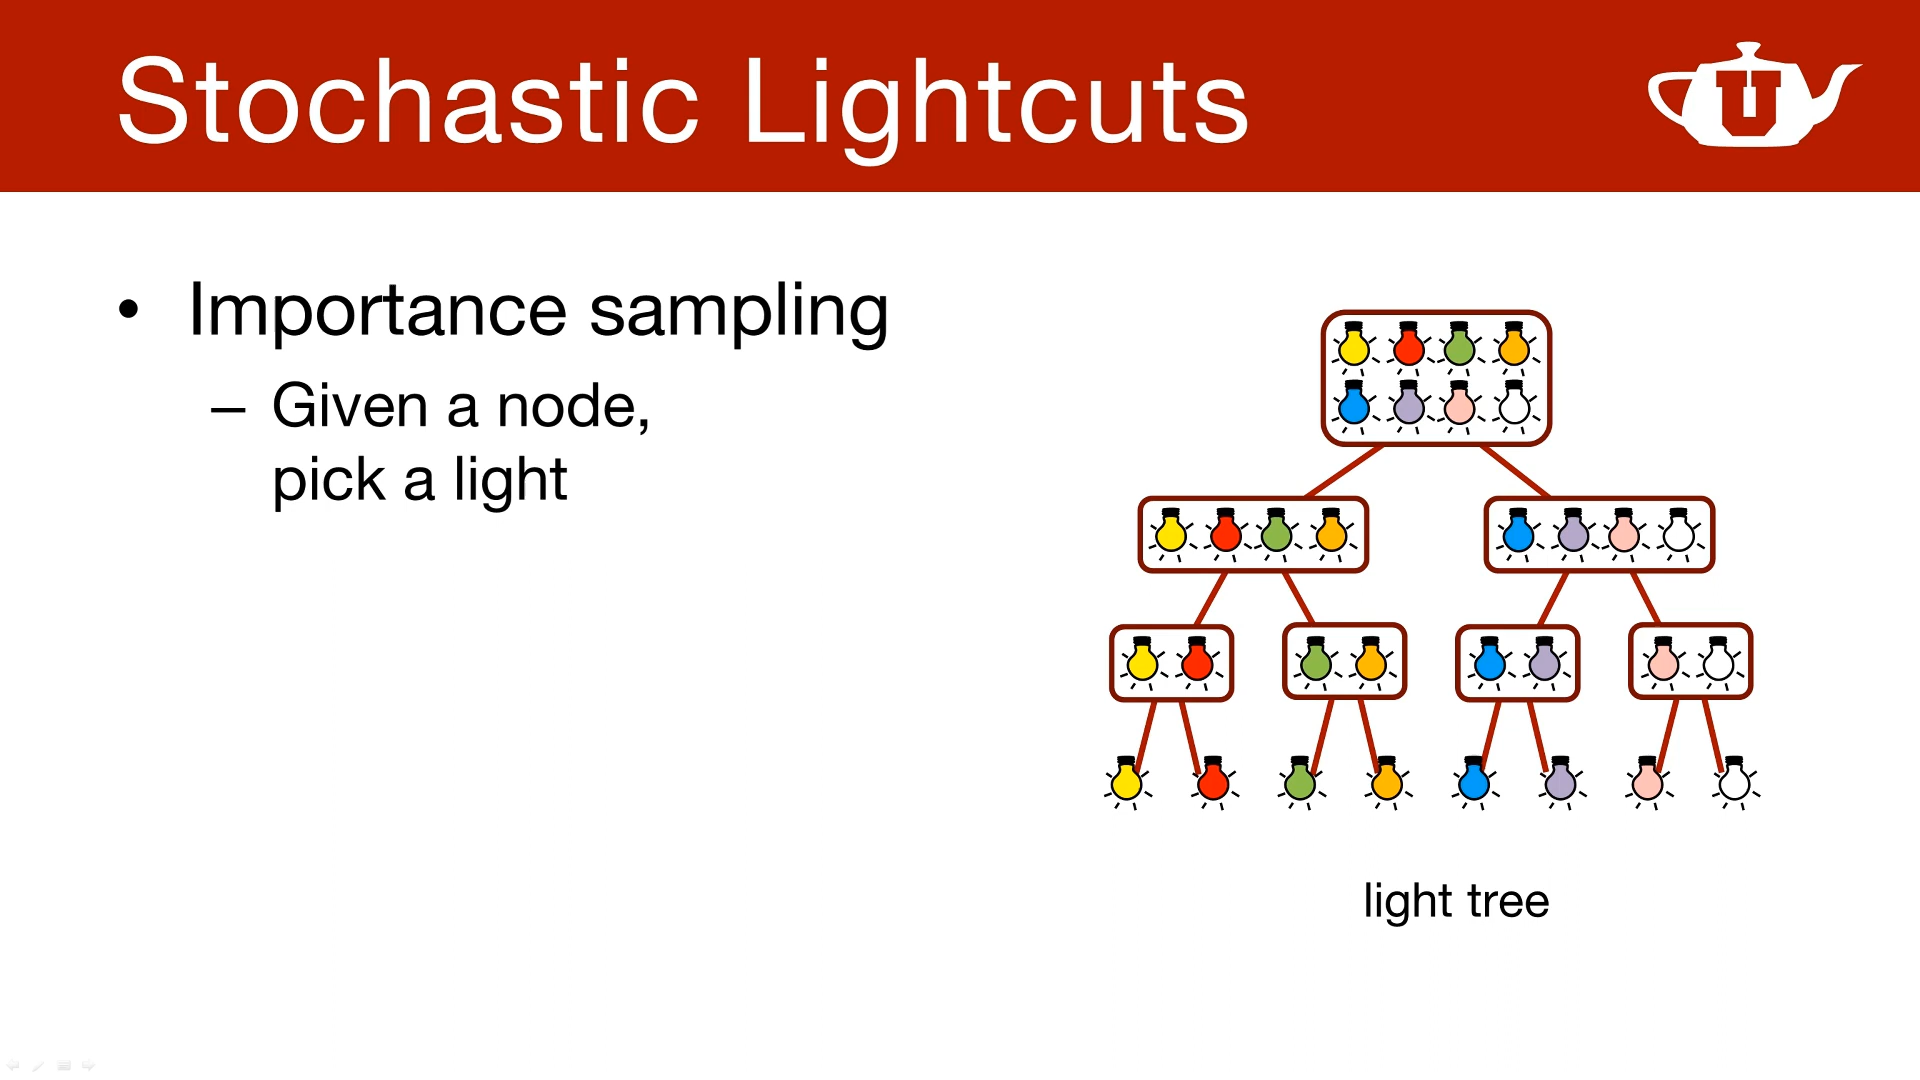 Stochastic Lightcuts
U
• Importance sampling
– Given a node,
pick a light
light tree